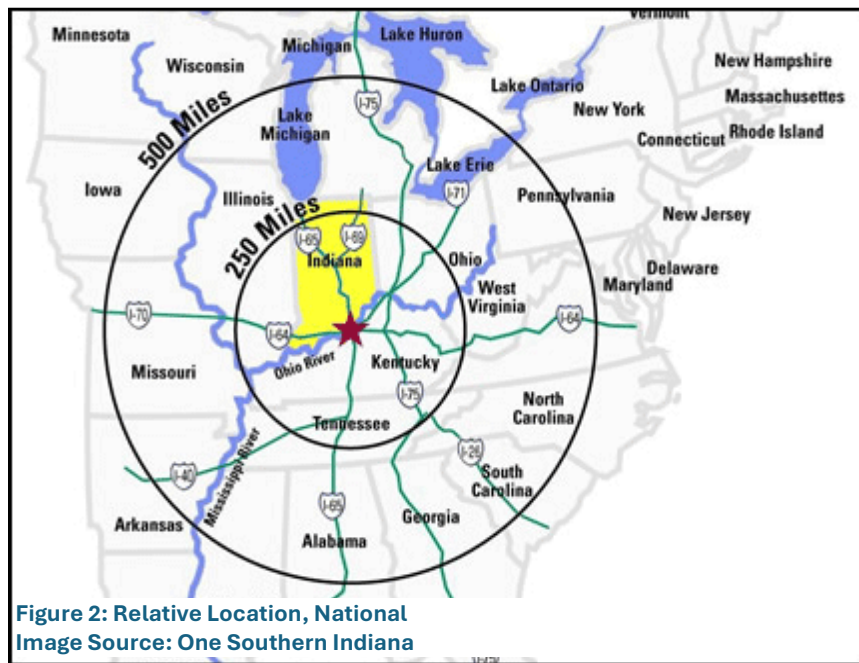 Vermont
Minnesota
Michigan
Lake Huron
Wisconsin
New Hampshire
Lake Ontario
I-75
New York
Massachusetts
500 Miles
Lake
Michigan
Connecticut
Rhode Island
Lake Erie
Iowa
Illinois
I-71
Pennsylvania
New Jersey
250 Miles
I-65
I-69
Indiana
Ohio
Delaware
Maryland
West
Virginia
I-70
I-64
I-64
Ohio River
Kentucky
Missouri
I-75
North
Carolina
Tennessee
Mississippi River
I-40
I-26
South
Carolina
I-65
Arkansas
Georgia
Alabama
Figure 2: Relative Location, National
Image Source: One Southern Indiana